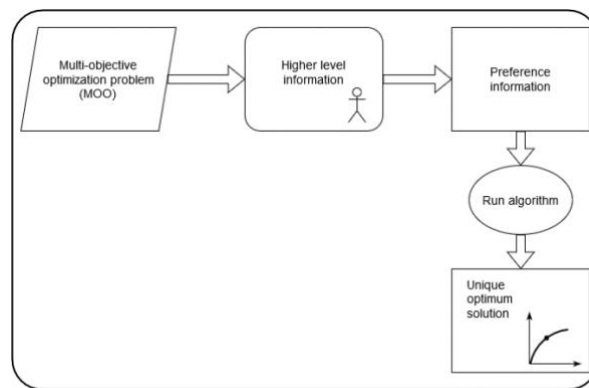 Multi-objective
optimization problem
(MOO)
Higher level
information
Preference
information
Run algorithm
Unique
optimum
solution